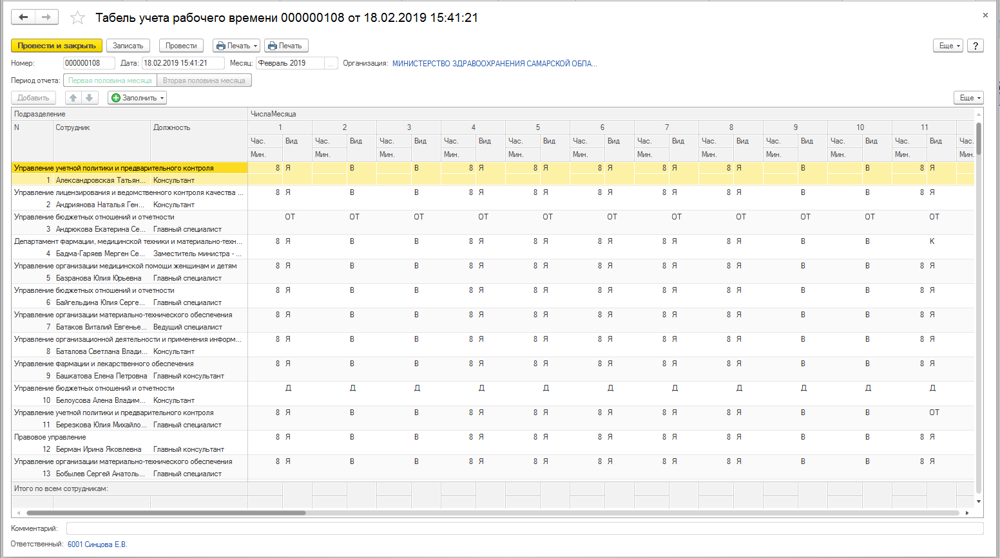 Табель учета рабочего времени 000000108 от 18.02.2019 15:41:21
Провести и закрыть Записать Провести Печать Печать Еще ?
Номер: 000000108 Дата: 18.02.2019 15:41:21 Месяц: Февраль 2019 ... Организация: МИНИСТЕРСТВО ЗДРАВООХРАНЕНИЯ САМАРСКОЙ ОБЛА...
Период отчета: Первая половина месяца Вторая половина месяца
Добавить Заполнить Еще
Подразделение ЧислаМесяца
N Сотрудник Должность 1 2 3 4 5 6 7 8 9 10 11
Час. Вид Час. Вид Час. Вид Час. Вид Час. Вид Час. Вид Час. Вид Час. Вид Час. Вид Час. Вид Час. Вид Час.
Мин. Мин. Мин. Мин. Мин. Мин. Мин. Мин. Мин. Мин. Мин. Мин.
Управление учетной политики и предварительного контроля 8 Я В В 8 Я 8 Я 8 Я 8 Я 8 Я В В 8 Я
1 Александровская Татьян... Консультант
Управление лицензирования и ведомственного контроля качества ... 8 Я В В 8 Я 8 Я 8 Я 8 Я 8 Я В В 8 Я
2 Андриянова Наталья Ген... Консультант
Управление бюджетных отношений и отчетности ОТ ОТ ОТ ОТ ОТ ОТ ОТ ОТ ОТ ОТ ОТ
3 Андрюкова Екатерина Се... Главный специалист
Департамент фармации, медицинской техники и материально-техн... 8 Я В В 8 Я 8 Я 8 Я 8 Я 8 Я В В К
4 Бадма-Гаряев Мерген Се... Заместитель министра - ...
Управление организации медицинской помощи женщинам и детям 8 Я В В 8 Я 8 Я 8 Я 8 Я 8 Я В В 8 Я
5 Базранова Юлия Юрьевна Главный специалист
Управление бюджетных отношений и отчетности 8 Я В В 8 Я 8 Я 8 Я 8 Я 8 Я В В 8 Я
6 Байгельдина Юлия Серге... Главный специалист
Управление организации материально-технического обеспечения 8 Я В В 8 Я 8 Я 8 Я 8 Я 8 Я В В 8 Я
7 Батаков Виталий Евгенье... Ведущий специалист
Управление организационной деятельности и применения информ... 8 Я В В 8 Я 8 Я 8 Я 8 Я 8 Я В В 8 Я
8 Баталова Светлана Влади... Консультант
Управление фармации и лекарственного обеспечения 8 Я В В 8 Я 8 Я 8 Я 8 Я 8 Я В В 8 Я
9 Башкатова Елена Петровна Главный консультант
Управление бюджетных отношений и отчетности Д Д Д Д Д Д Д Д Д Д Д
10 Белоусова Алена Владим... Консультант
Управление учетной политики и предварительного контроля 8 Я В В 8 Я 8 Я 8 Я 8 Я 8 Я В В ОТ
11 Березкова Юлия Михайло... Главный специалист
Правовое управление 8 Я В В 8 Я 8 Я 8 Я 8 Я 8 Я В В 8 Я
12 Берман Ирина Яковлевна Главный консультант
Управление организации материально-технического обеспечения 8 Я В В 8 Я 8 Я 8 Я 8 Я 8 Я В В 8 Я
13 Бобылев Сергей Анатоль... Главный специалист
Итого по всем сотрудникам:
Комментарий:
Ответственный: 6001 Синцова Е.В.